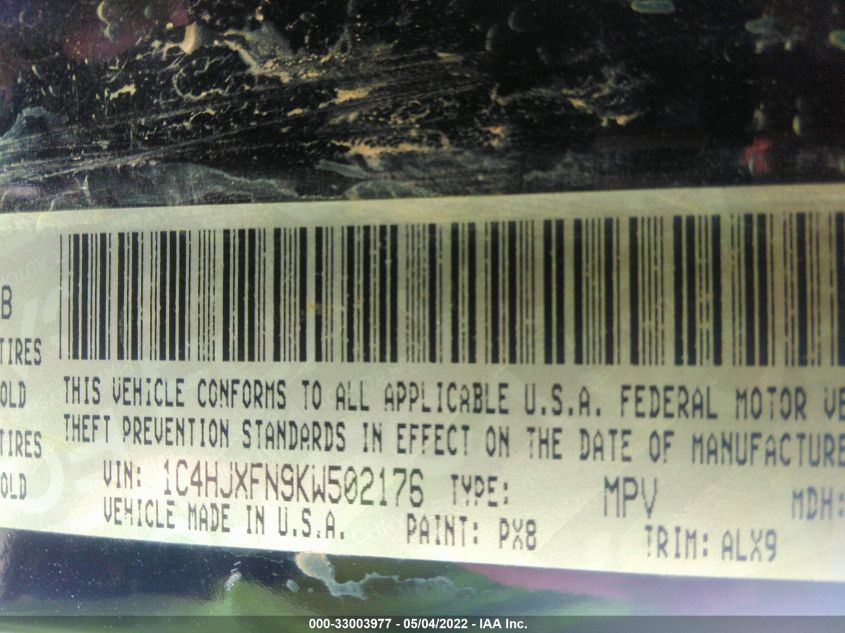 B
TIRES
OLD
TIRES
OLD
THIS VEHICLE CONFORMS TO ALL APPLICABLE U.S.A. FEDERAL MOTOR VE
THEFT PREVENTION STANDARDS IN EFFECT ON THE DATE OF MANUFACTURE
VIN: 1C4HJXFN9KW502176 TYPE: MPV MDH:
VEHICLE MADE IN U.S.A. PAINT: PX8 TRIM: ALX9
000-33003977 - 05/04/2022 - IAA Inc.